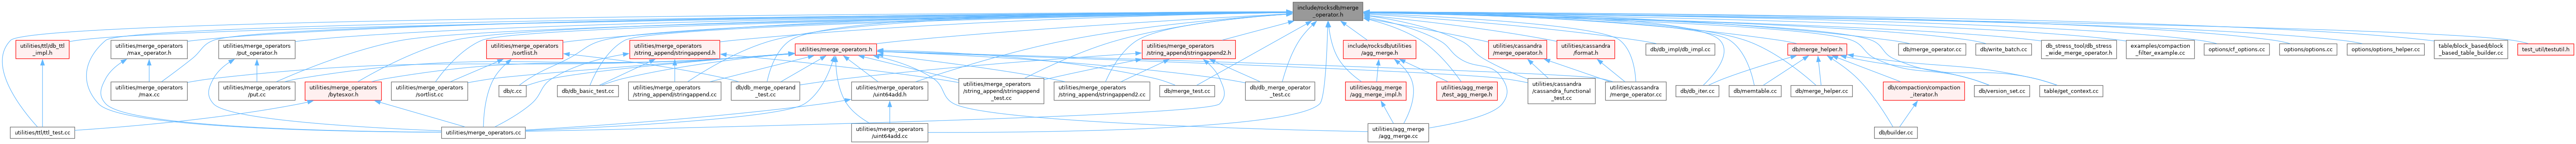 include/rocksdb/merge
_operator.h
utilities/ttl/db_ttl
_impl.h
utilities/merge_operators
/max_operator.h
utilities/merge_operators
/put_operator.h
utilities/merge_operators
/sortlist.h
utilities/merge_operators
/string_append/stringappend.h
utilities/merge_operators.h
utilities/merge_operators
/string_append/stringappend2.h
include/rocksdb/utilities
/agg_merge.h
utilities/cassandra
/merge_operator.h
utilities/cassandra
/format.h
db/db_impl/db_impl.cc
db/merge_helper.h
db/merge_operator.cc
db/write_batch.cc
db_stress_tool/db_stress
_wide_merge_operator.h
examples/compaction
_filter_example.cc
options/cf_options.cc
options/options.cc
options/options_helper.cc
table/block_based/block
_based_table_builder.cc
test_util/testutil.h
utilities/merge_operators
/max.cc
utilities/merge_operators
/put.cc
utilities/merge_operators
/bytesxor.h
utilities/merge_operators
/sortlist.cc
db/c.cc
db/db_basic_test.cc
utilities/merge_operators
/string_append/stringappend.cc
db/db_merge_operand
_test.cc
utilities/merge_operators
/uint64add.h
utilities/merge_operators
/string_append/stringappend
_test.cc
utilities/merge_operators
/string_append/stringappend2.cc
db/merge_test.cc
db/db_merge_operator
_test.cc
utilities/agg_merge
/agg_merge_impl.h
utilities/agg_merge
/test_agg_merge.h
utilities/cassandra
/cassandra_functional
_test.cc
utilities/cassandra
/merge_operator.cc
db/db_iter.cc
db/memtable.cc
db/merge_helper.cc
db/compaction/compaction
_iterator.h
db/version_set.cc
table/get_context.cc
utilities/ttl/ttl_test.cc
utilities/merge_operators.cc
utilities/merge_operators
/uint64add.cc
utilities/agg_merge
/agg_merge.cc
db/builder.cc